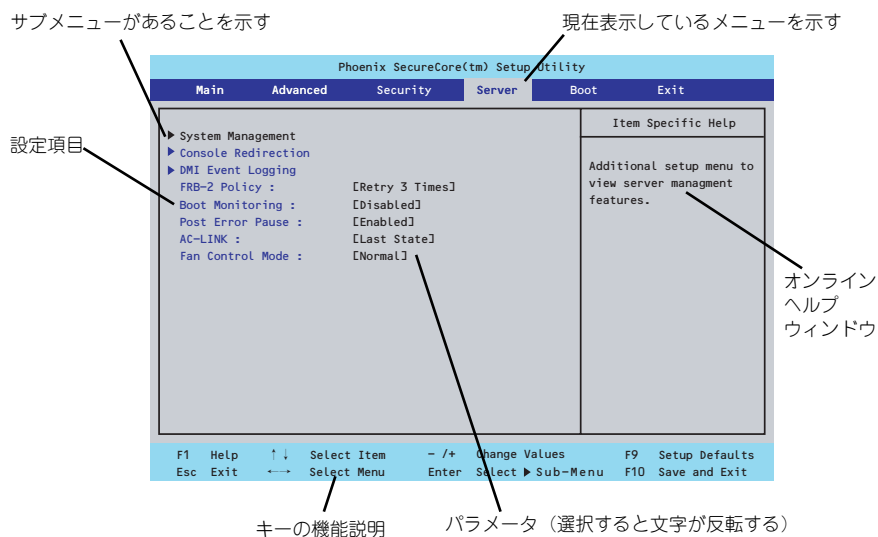 サブメニューがあることを示す
現在表示しているメニューを示す
Phoenix SecureCore(tm) Setup Utility
Main Advanced Security Server Boot Exit
Item Specific Help
設定項目
▶ System Management
▶ Console Redirection
▶ DMI Event Logging
FRB-2 Policy : [Retry 3 Times]
Boot Monitoring : [Disabled]
Post Error Pause : [Enabled]
AC-LINK : [Last State]
Fan Control Mode : [Normal]
Additional setup menu to
view server managment
features.
オンライン
ヘルプ
ウィンドウ
F1 Help ↑↓ Select Item - /+ Change Values F9 Setup Defaults
Esc Exit ←→ Select Menu Enter Select ▶ Sub-Menu F10 Save and Exit
キーの機能説明
パラメータ（選択すると文字が反転する）